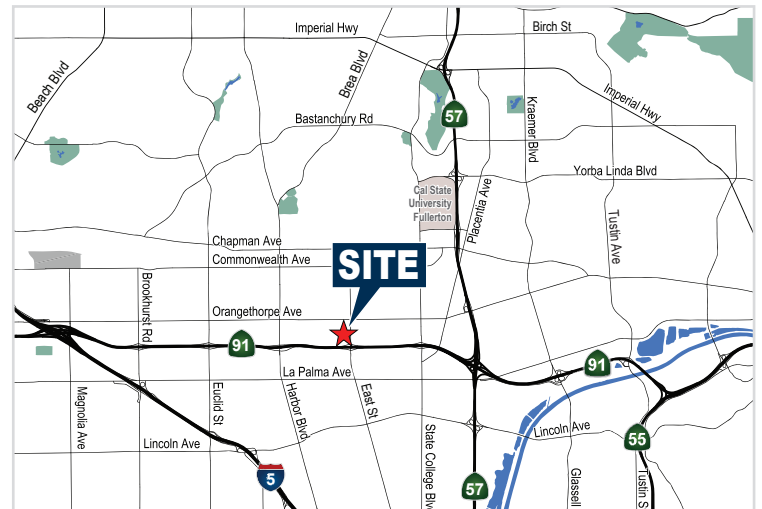 Imperial Hwy
Birch St
Beach Blvd
Brea Blvd
Imperial Hwy
57
Kraemer Blvd
Bastanchury Rd
Yorba Linda Blvd
Cal State
University
Fullerton
Placentia Ave
Tustin Ave
Chapman Ave
Commonwealth Ave
SITE
Brookhurst Rd
Orangethorpe Ave
91
91
La Palma Ave
Magnolia Ave
Euclid St
Harbor Blvd
East St
State College Blv
Lincoln Ave
Lincoln Ave
55
5
57
Glassell
Tustin S